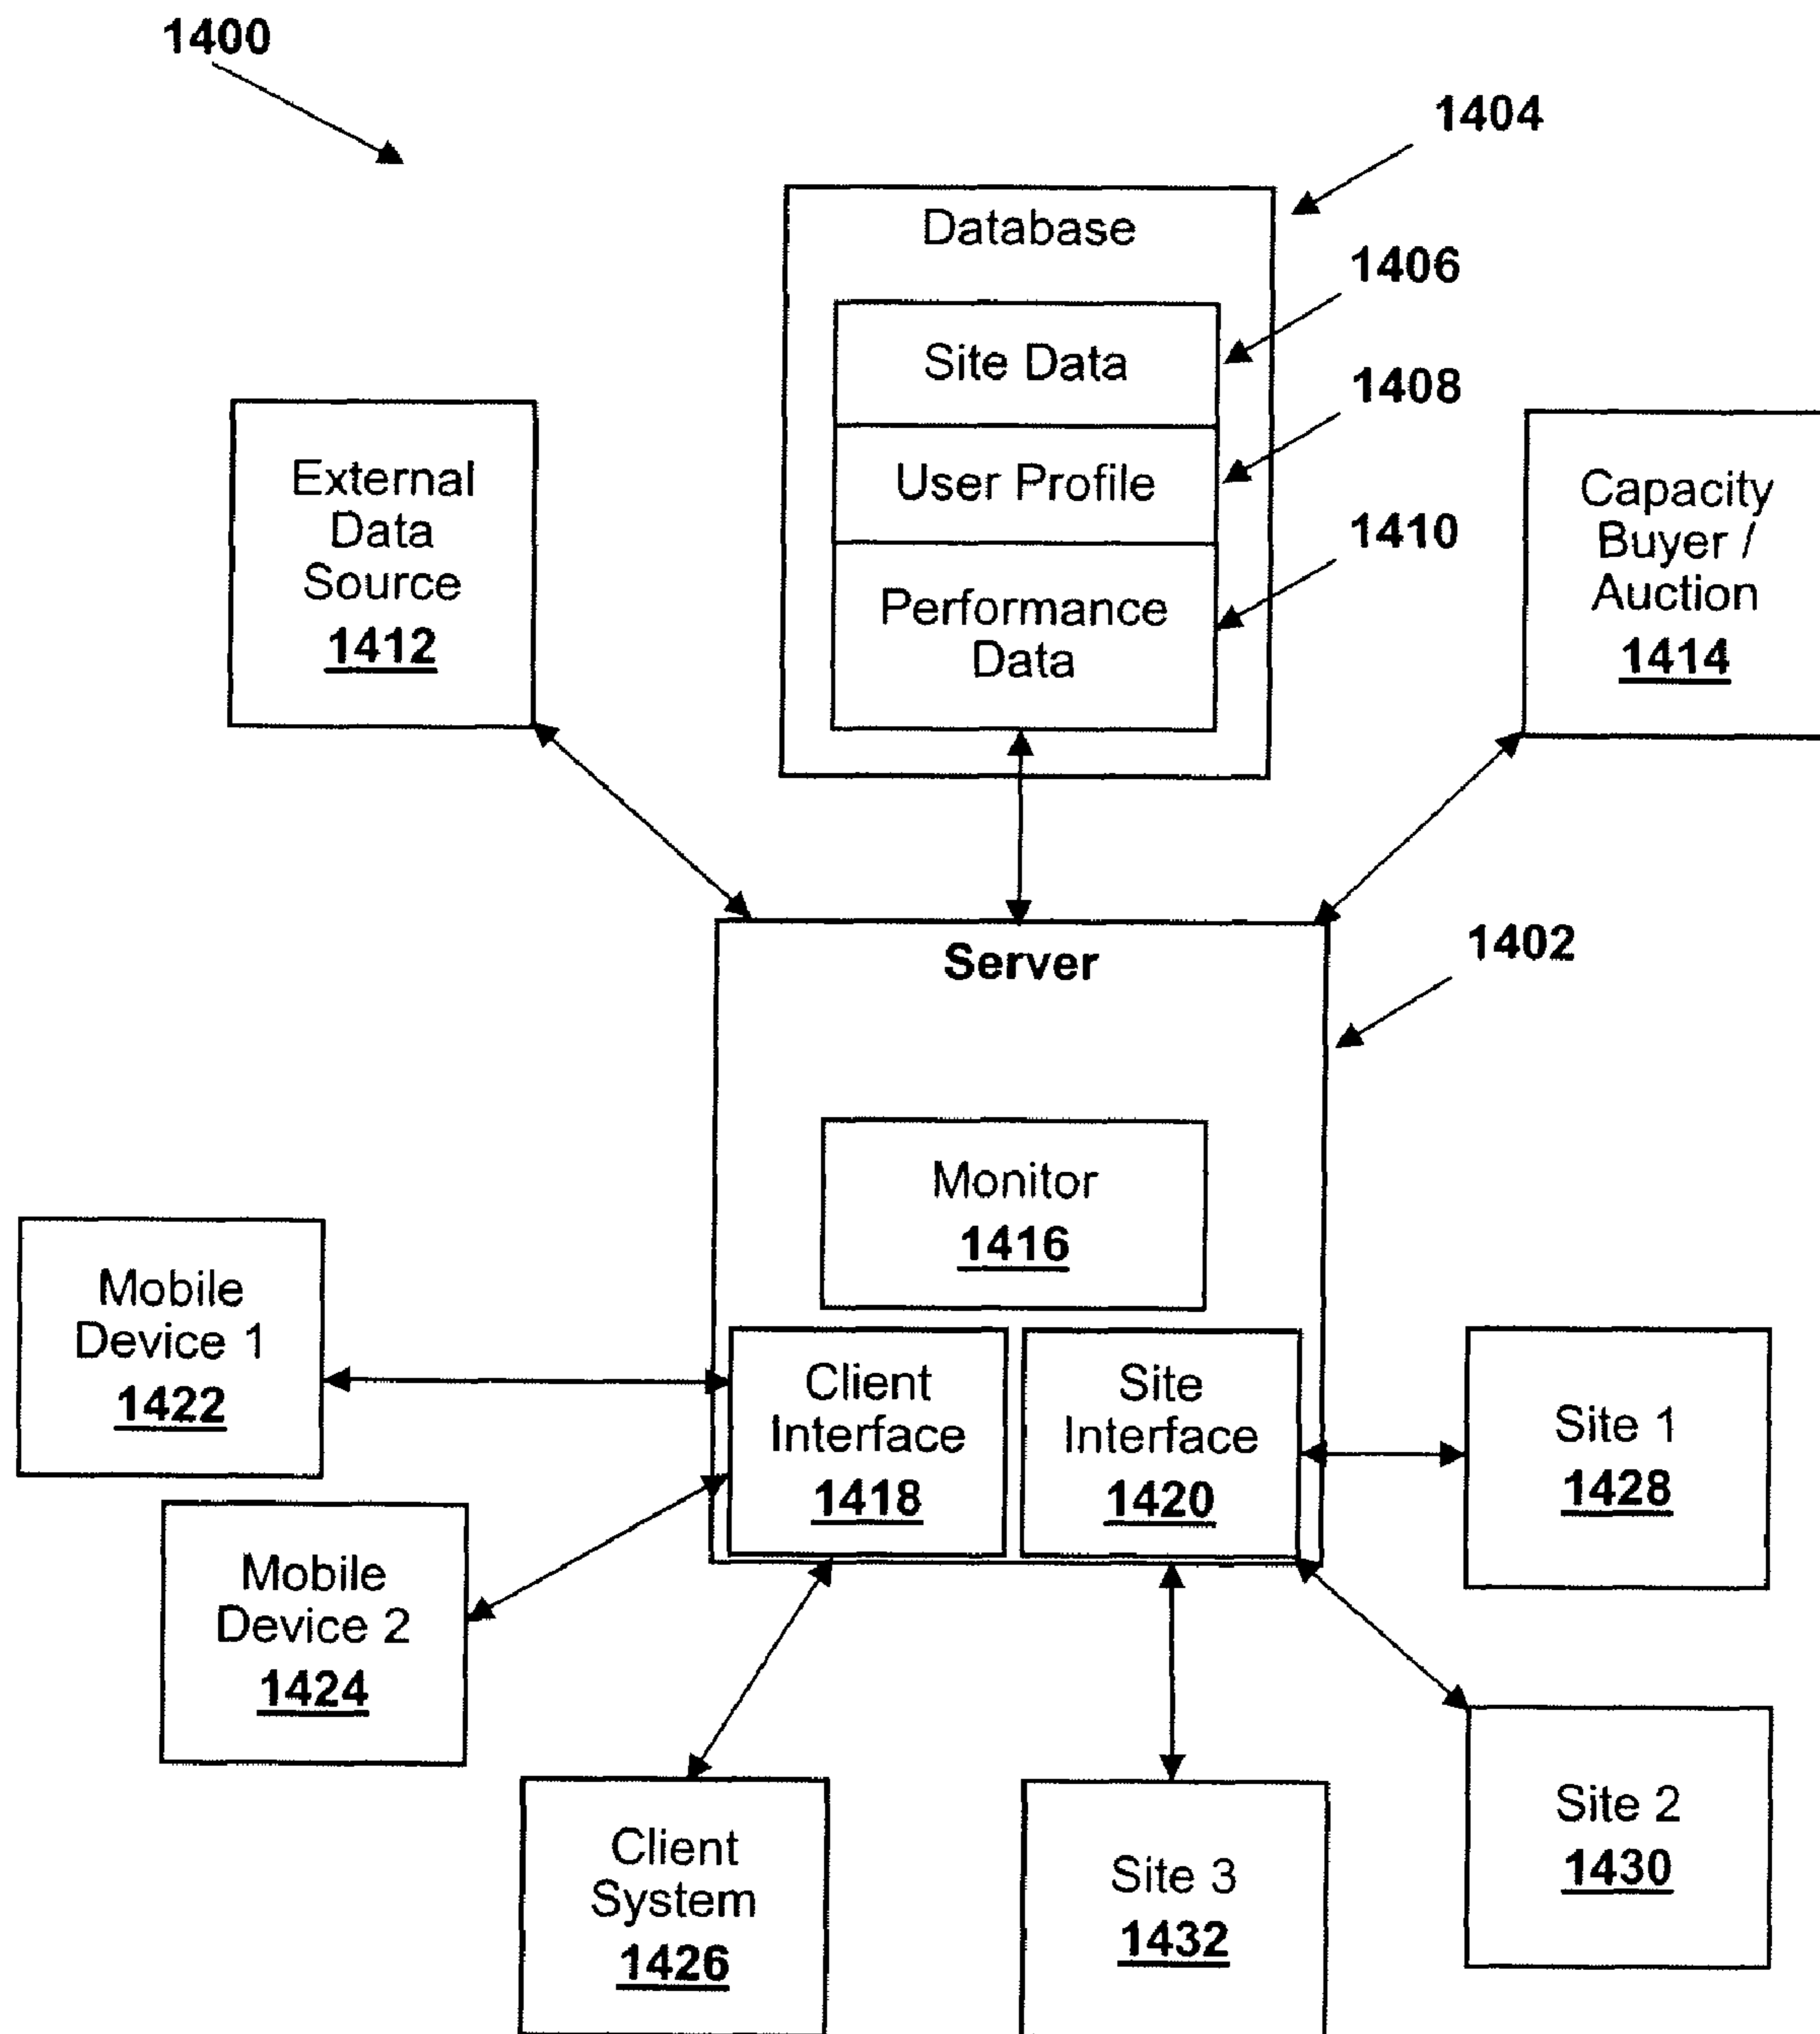 1400
1404
Database
1406
Site Data
1408
User Profile
1410
Performance
Data
External
Data
Source
1412
Capacity
Buyer /
Auction
1414
1402
Server
Monitor
1416
Mobile
Device 1
1422
Client
Interface
1418
Site
Interface
1420
Site 1
1428
Mobile
Device 2
1424
Client
System
1426
Site 3
1432
Site 2
1430